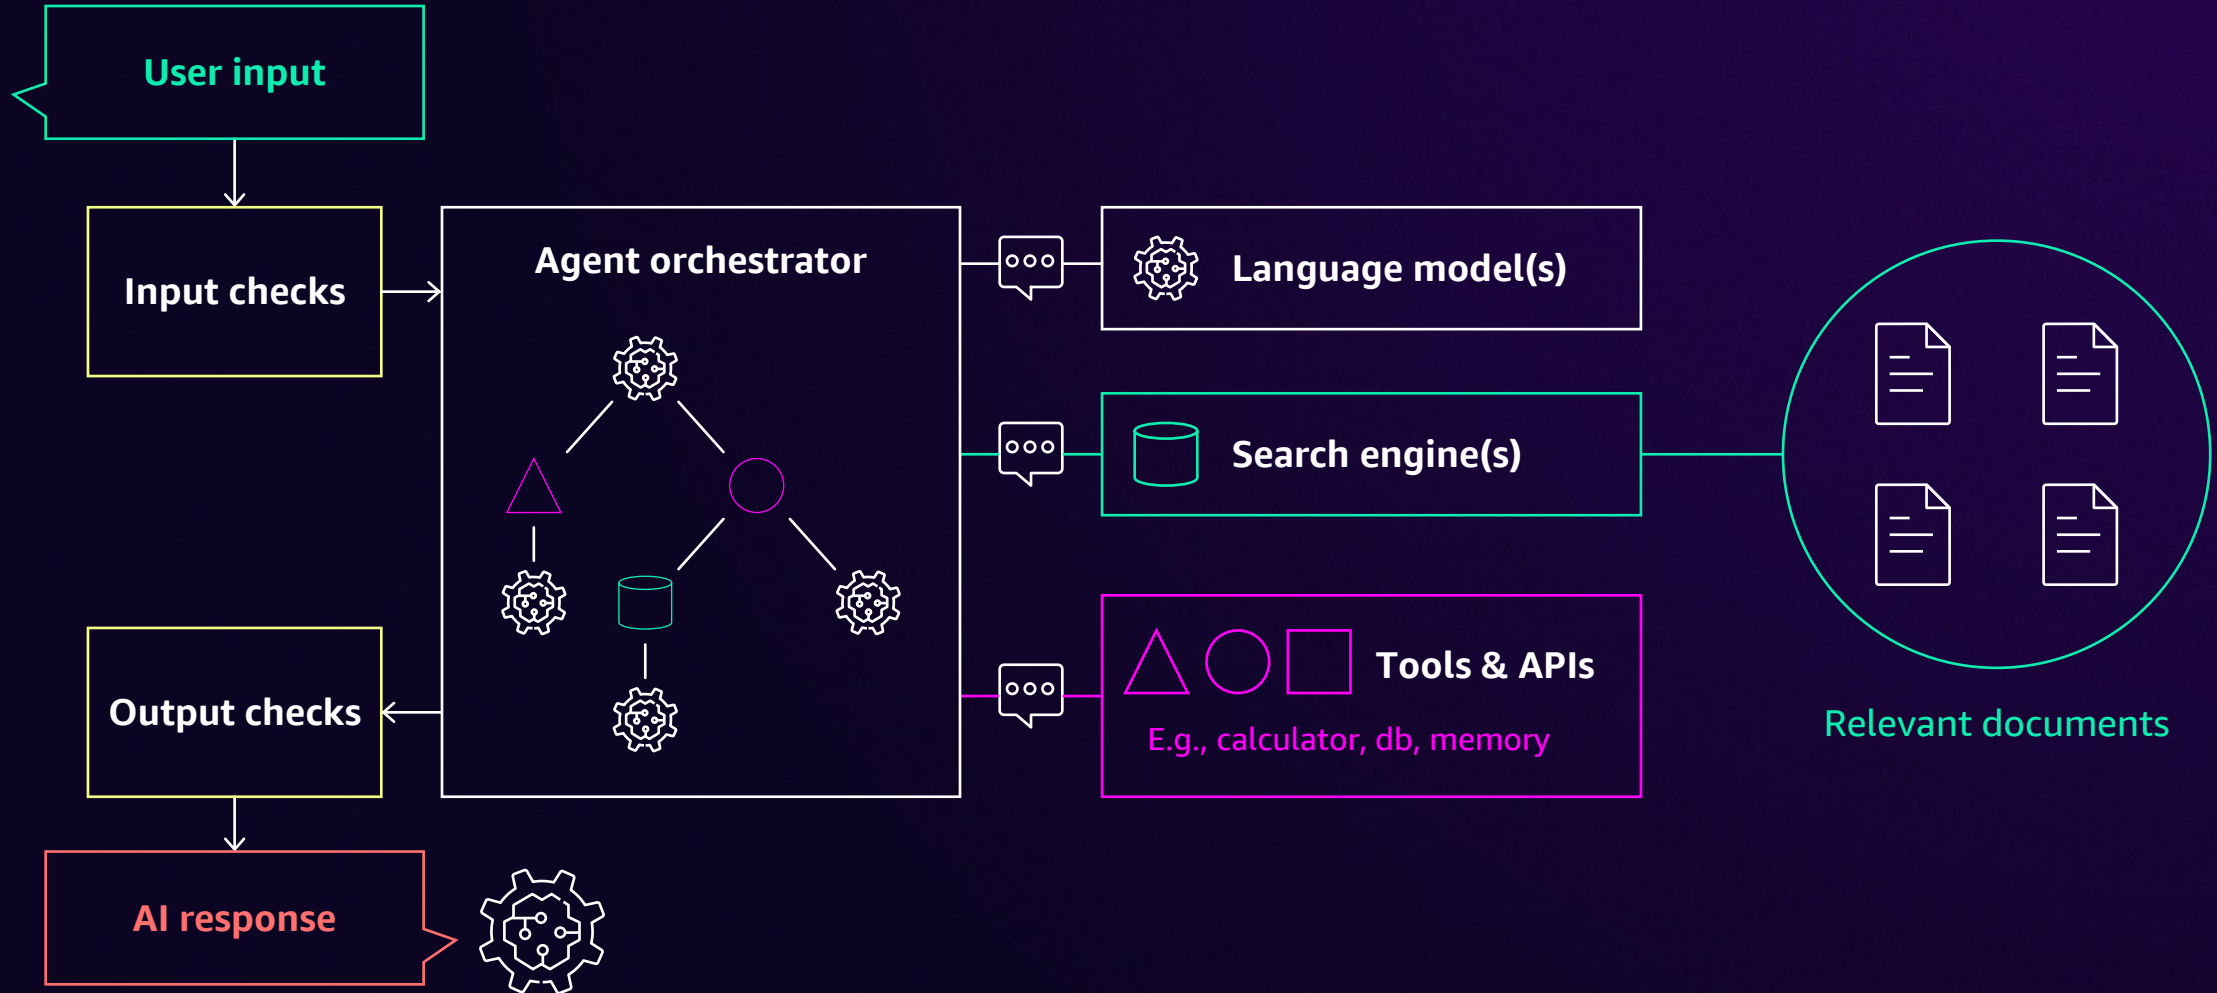 User input
Input checks
Agent orchestrator
Language model(s)
Search engine(s)
Tools & APIs
E.g., calculator, db, memory
Relevant documents
Output checks
AI response